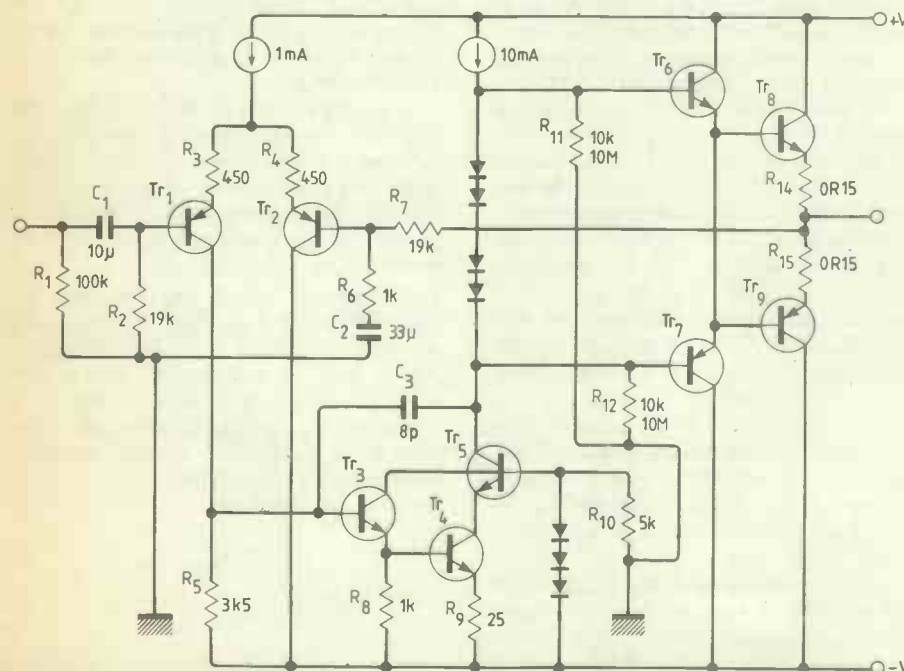 +V
1mA
10mA
Tr6
Tr8
R3
450
R4
450
R11
10k
10M
R14
0R15
C1
10μ
Tr1
Tr2
R7
19k
R15
0R15
R1
100k
R2
19k
R6
1k
C2
33μ
Tr9
Tr7
C3
8p
R12
10k
10M
Tr5
Tr3
Tr4
R10
5k
R5
3k5
R8
1k
R9
25
-V